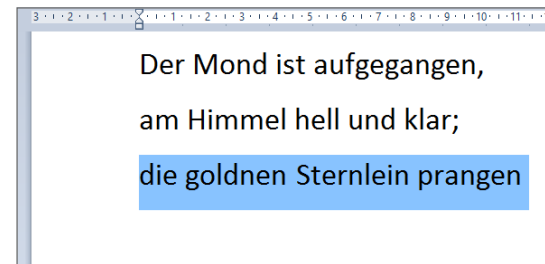 3 · 2 · 1 · 1 · 2 · 3 · 4 · 5 · 6 · 7 · 8 · 9 · 10 · 11
Der Mond ist aufgegangen,
am Himmel hell und klar;
die goldnen Sternlein prangen